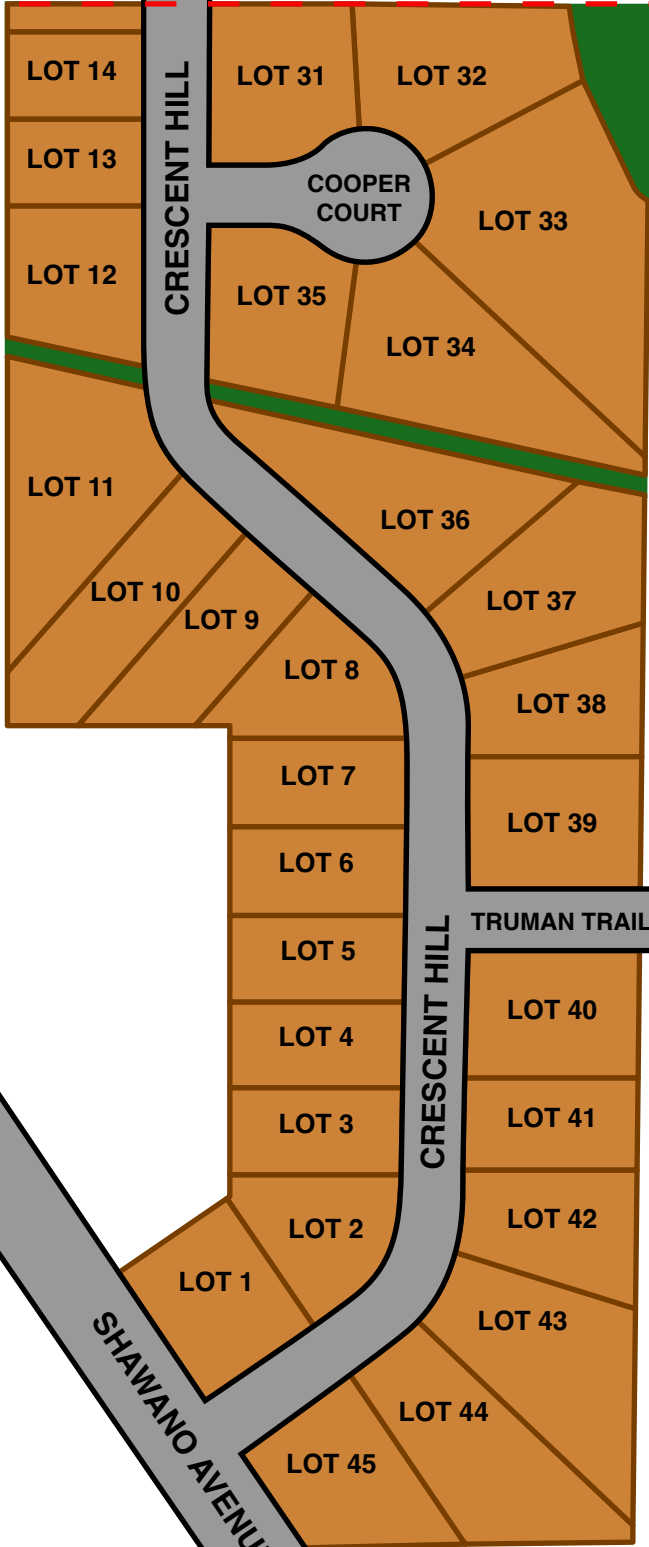 LOT 14
LOT 31
LOT 32
LOT 13
CRESCENT HILL
COOPER
COURT
LOT 33
LOT 12
LOT 35
LOT 34
LOT 11
LOT 36
LOT 10
LOT 9
LOT 37
LOT 8
LOT 38
LOT 7
LOT 39
LOT 6
TRUMAN TRAIL
LOT 5
CRESCENT HILL
LOT 40
LOT 4
LOT 41
LOT 3
LOT 42
LOT 2
LOT 1
LOT 43
SHAWANO AVENU
LOT 44
LOT 45